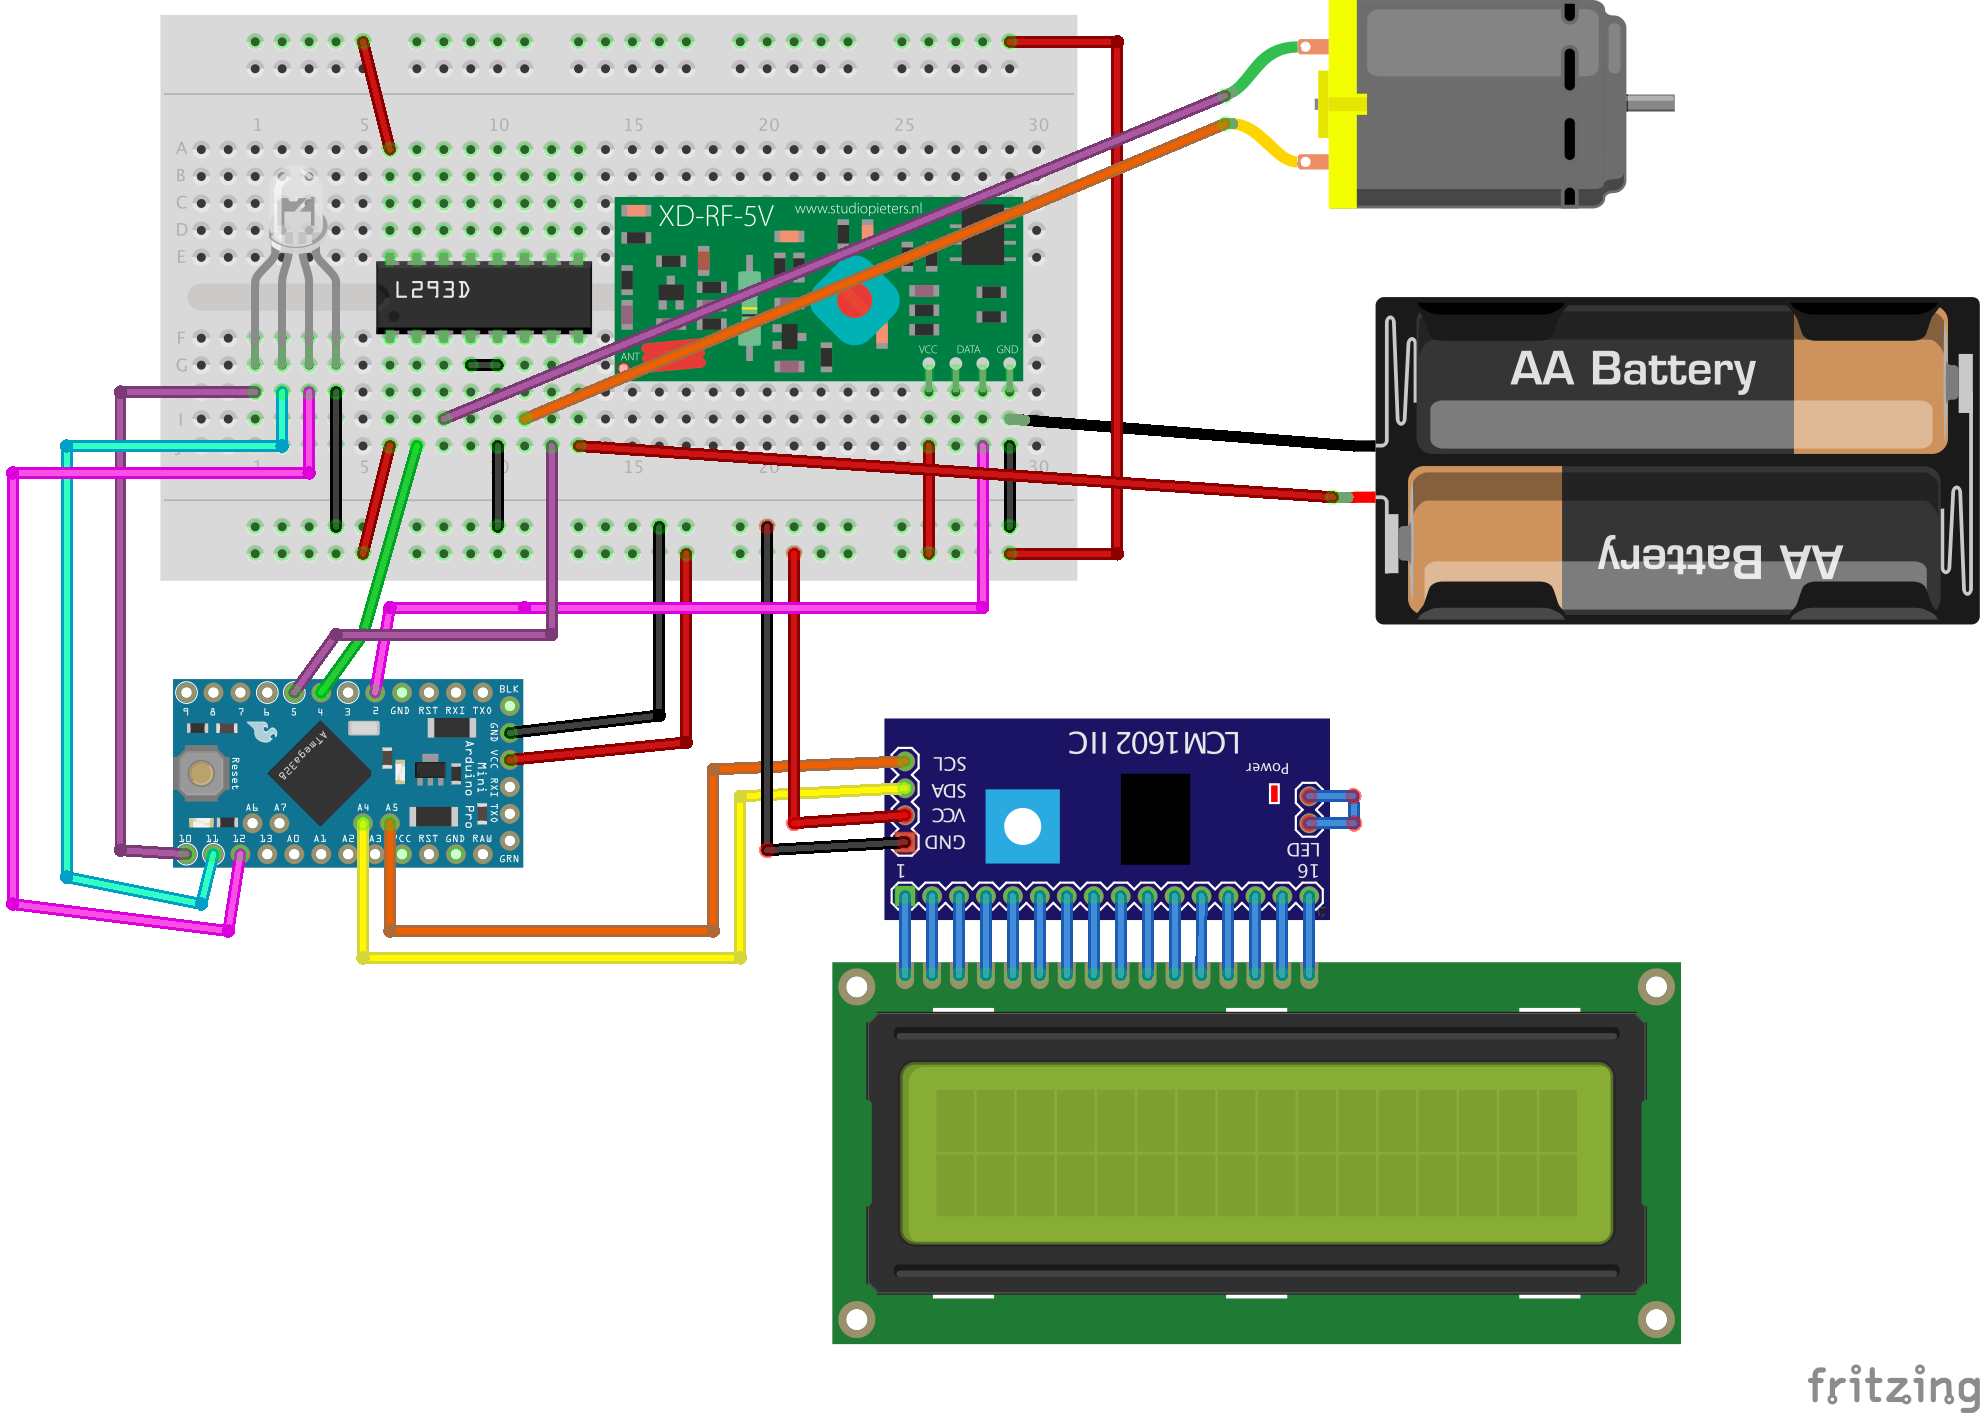 1 5 10 15 20 25 30
A
B
C
D
E
F
G
I
J
1 5 10 15 20 25 30
L293D
XD-RF-5V
www.studiopieters.nl
ANT
VCC DATA GND
AA Battery
AA Battery
9 8 7 6 5 4 3 2 GND RST RXI TXO
BLK
GND
VCC
RXI
TXO
GRN
Reset
ATmega328
Arduino Pro
Mini
A6 A7 A4 A5
10 11 12 13 A0 A1 A2 A3 VCC RST GND RAW
LCM1602 IIC
SCL
SDA
VCC
GND
Power
LED
1 16
fritzing